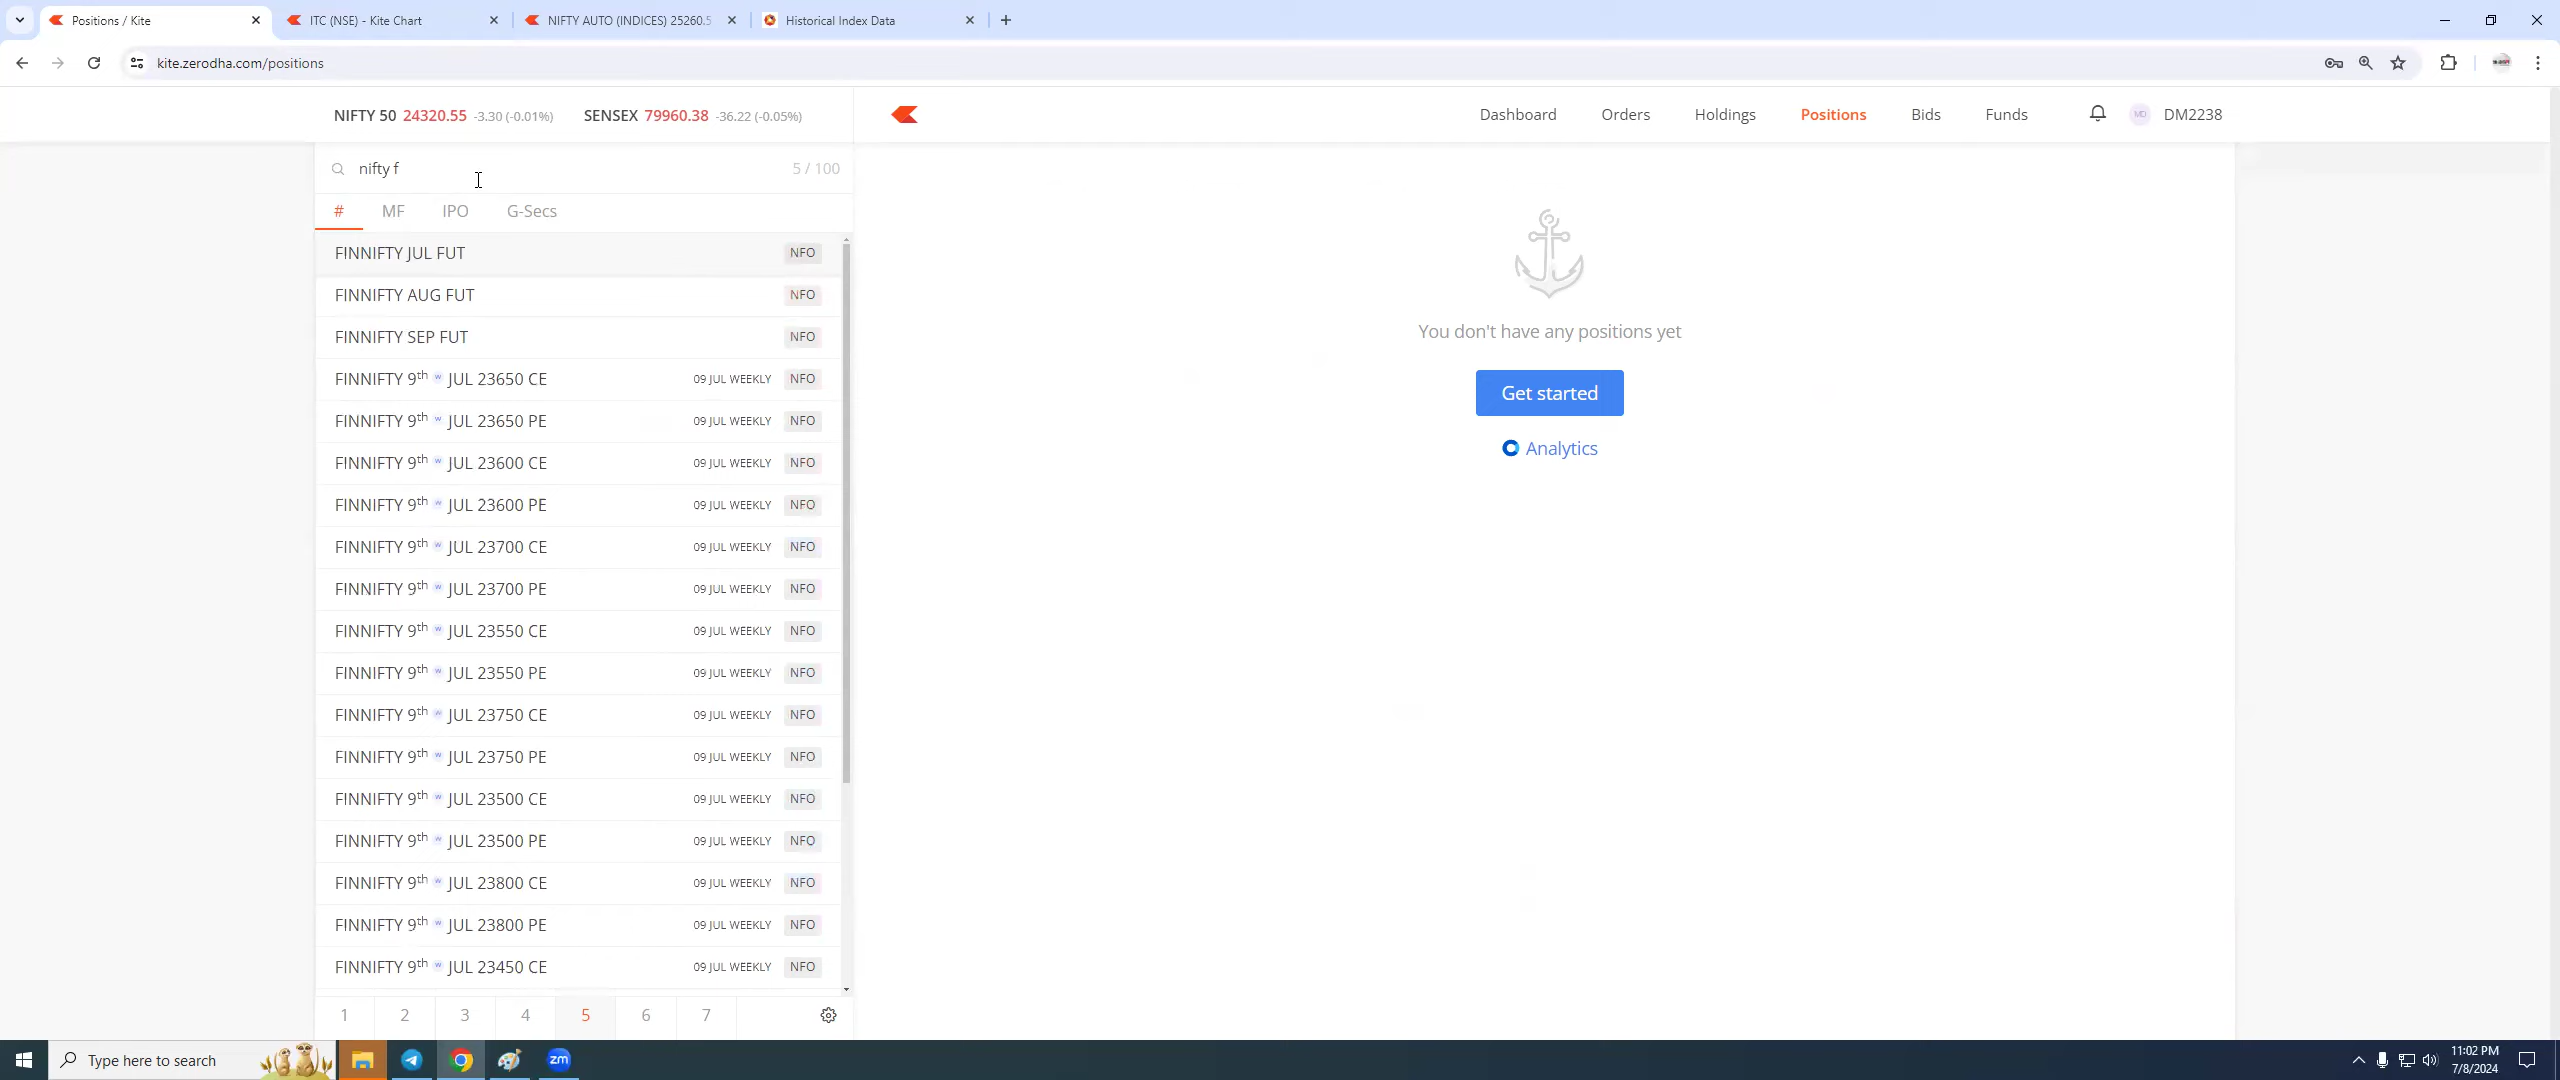 Positions / Kite
ITC (NSE) - Kite Chart
NIFTY AUTO (INDICES) 25260.5
Historical Index Data
kite.zerodha.com/positions
NIFTY 50 24320.55 -3.30 (-0.01%) SENSEX 79960.38 -36.22 (-0.05%)
Dashboard Orders Holdings Positions Bids Funds MD DM2238
nifty f 5 / 100
# MF IPO G-Secs
FINNIFTY JUL FUT NFO
FINNIFTY AUG FUT NFO
FINNIFTY SEP FUT NFO
FINNIFTY 9th w JUL 23650 CE 09 JUL WEEKLY NFO
FINNIFTY 9th w JUL 23650 PE 09 JUL WEEKLY NFO
FINNIFTY 9th w JUL 23600 CE 09 JUL WEEKLY NFO
FINNIFTY 9th w JUL 23600 PE 09 JUL WEEKLY NFO
FINNIFTY 9th w JUL 23700 CE 09 JUL WEEKLY NFO
FINNIFTY 9th w JUL 23700 PE 09 JUL WEEKLY NFO
FINNIFTY 9th w JUL 23550 CE 09 JUL WEEKLY NFO
FINNIFTY 9th w JUL 23550 PE 09 JUL WEEKLY NFO
FINNIFTY 9th w JUL 23750 CE 09 JUL WEEKLY NFO
FINNIFTY 9th w JUL 23750 PE 09 JUL WEEKLY NFO
FINNIFTY 9th w JUL 23500 CE 09 JUL WEEKLY NFO
FINNIFTY 9th w JUL 23500 PE 09 JUL WEEKLY NFO
FINNIFTY 9th w JUL 23800 CE 09 JUL WEEKLY NFO
FINNIFTY 9th w JUL 23800 PE 09 JUL WEEKLY NFO
FINNIFTY 9th w JUL 23450 CE 09 JUL WEEKLY NFO
1 2 3 4 5 6 7
You don't have any positions yet
Get started
Analytics
Type here to search
zm
11:02 PM
7/8/2024